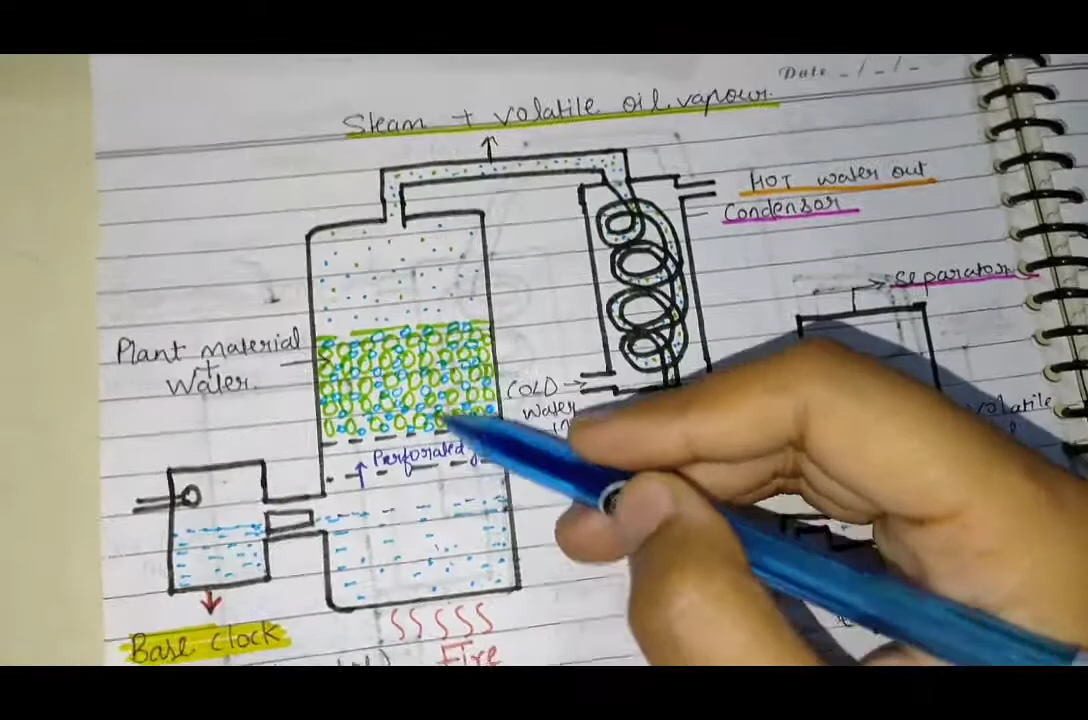 Date _/_/_
Steam + volatile oil vapour.
HOT water out
Condensor
Separator
Plant material
+
Water.
COLD
Water
in
volatile
Perforated
Base clock
Fire